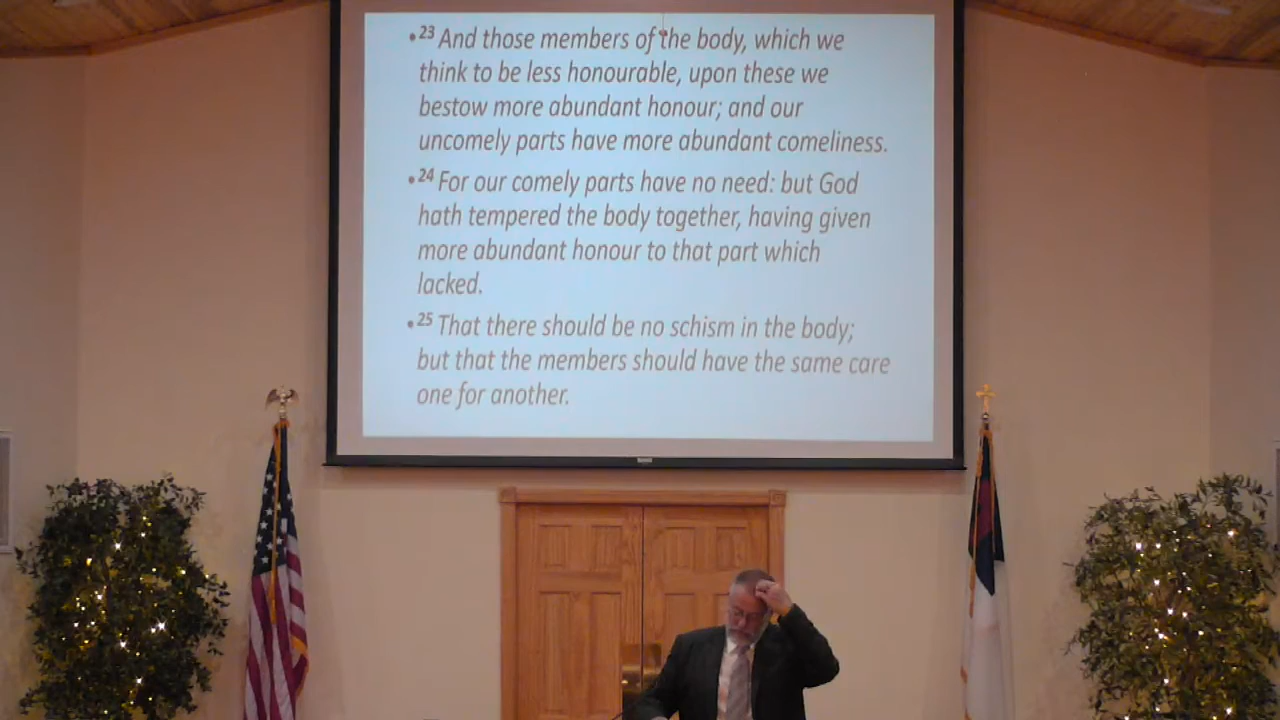 •23 And those members of the body, which we
think to be less honourable, upon these we
bestow more abundant honour; and our
uncomely parts have more abundant comeliness.
•24 For our comely parts have no need: but God
hath tempered the body together, having given
more abundant honour to that part which
lacked.
•25 That there should be no schism in the body;
but that the members should have the same care
one for another.